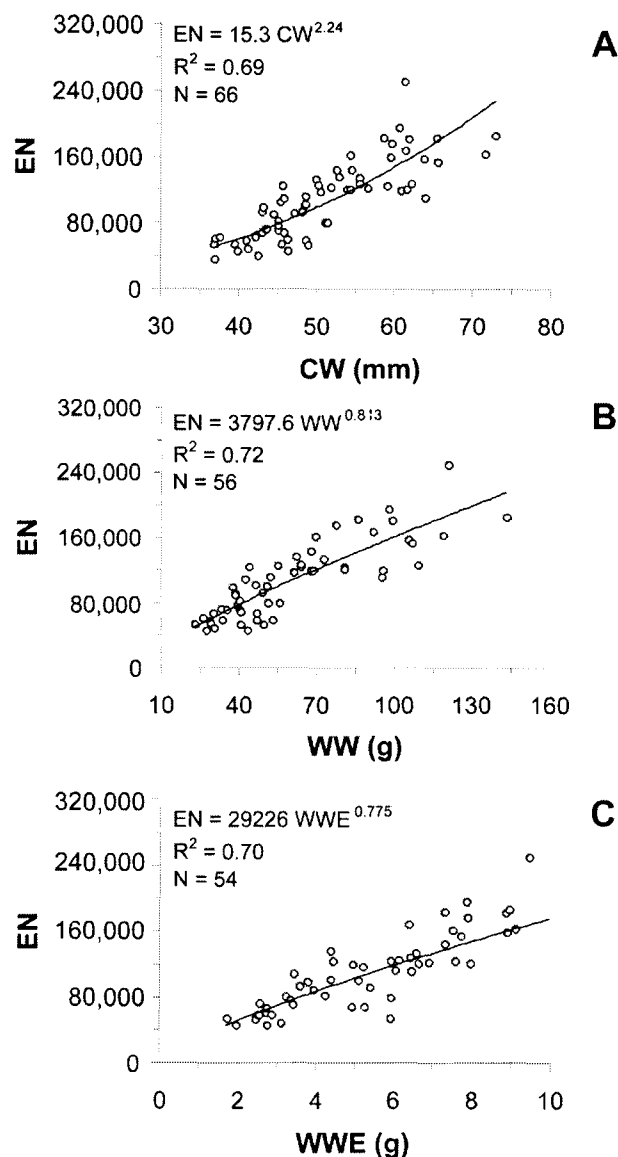 A
EN = 15.3 CW^2.24
R² = 0.69
N = 66
320,000
240,000
160,000
80,000
0
EN
30 40 50 60 70 80
CW (mm)
B
EN = 3797.6 WW^0.813
R² = 0.72
N = 56
320,000
240,000
160,000
80,000
0
EN
10 40 70 100 130 160
WW (g)
C
EN = 29226 WWE^0.775
R² = 0.70
N = 54
320,000
240,000
160,000
80,000
0
EN
0 2 4 6 8 10
WWE (g)